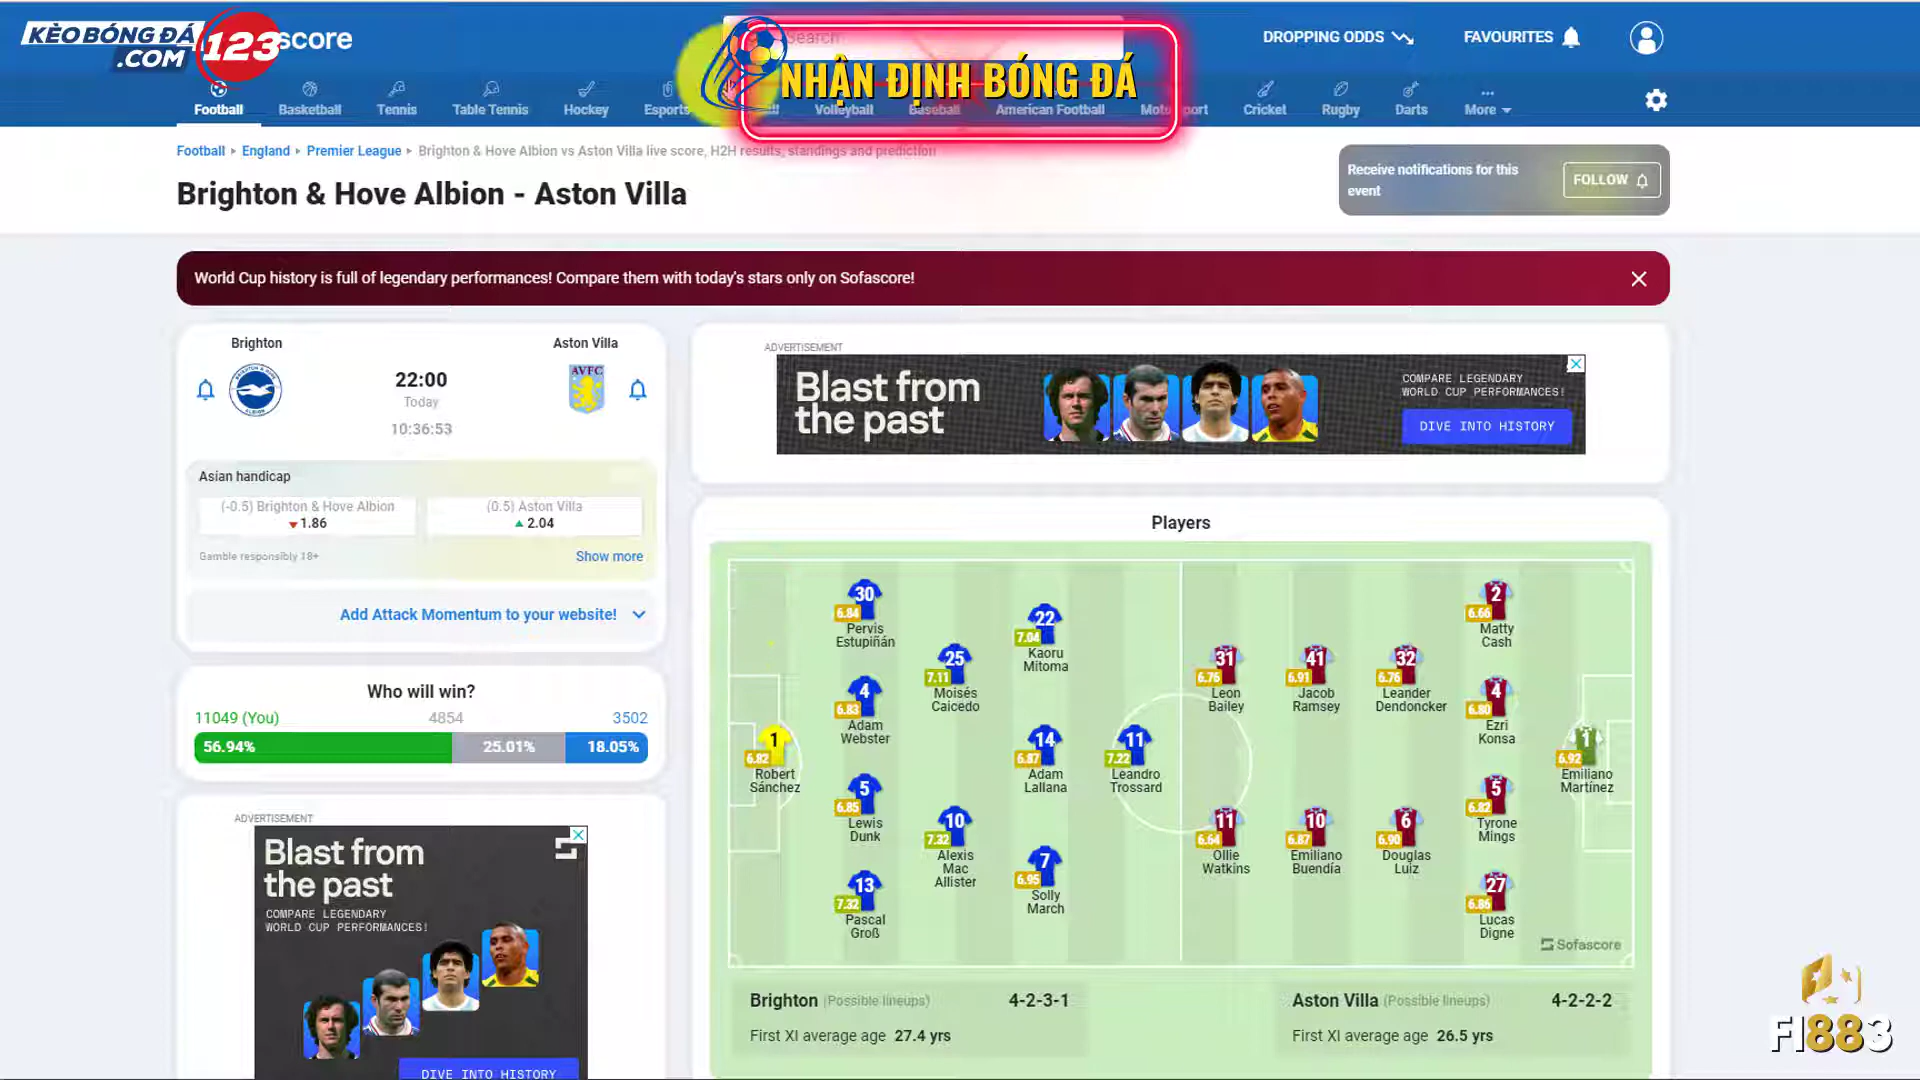 KÈO BÓNG ĐÁ
.COM
123
score
Search
NHẬN ĐỊNH BÓNG ĐÁ
DROPPING ODDS
FAVOURITES
Football
Basketball
Tennis
Table Tennis
Hockey
Esports
Volleyball
Baseball
American Football
Motorsport
Cricket
Rugby
Darts
More
Football ▸ England ▸ Premier League ▸ Brighton & Hove Albion vs Aston Villa live score, H2H results, standings and prediction
Brighton & Hove Albion - Aston Villa
Receive notifications for this
event
FOLLOW
World Cup history is full of legendary performances! Compare them with today's stars only on Sofascore!
Brighton
Aston Villa
AVFC
22:00
Today
10:36:53
Asian handicap
(-0.5) Brighton & Hove Albion
1.86
(0.5) Aston Villa
2.04
Gamble responsibly 18+
Show more
Add Attack Momentum to your website!
Who will win?
11049 (You)
4854
3502
56.94%
25.01%
18.05%
ADVERTISEMENT
Blast from
the past
COMPARE LEGENDARY
WORLD CUP PERFORMANCES!
DIVE INTO HISTORY
ADVERTISEMENT
Blast from
the past
COMPARE LEGENDARY
WORLD CUP PERFORMANCES!
DIVE INTO HISTORY
Players
1
6.82
Robert
Sánchez
30
6.84
Pervis
Estupiñán
4
6.83
Adam
Webster
5
6.85
Lewis
Dunk
13
7.32
Pascal
Groß
25
7.11
Moisés
Caicedo
10
7.32
Alexis
Mac
Allister
22
7.04
Kaoru
Mitoma
14
6.87
Adam
Lallana
7
6.95
Solly
March
11
7.22
Leandro
Trossard
31
6.76
Leon
Bailey
11
6.64
Ollie
Watkins
41
6.91
Jacob
Ramsey
10
6.87
Emiliano
Buendía
32
6.76
Leander
Dendoncker
6
6.90
Douglas
Luiz
2
6.66
Matty
Cash
4
6.80
Ezri
Konsa
5
6.82
Tyrone
Mings
27
6.86
Lucas
Digne
1
6.92
Emiliano
Martínez
Sofascore
Brighton (Possible lineups) 4-2-3-1
First XI average age 27.4 yrs
Aston Villa (Possible lineups) 4-2-2-2
First XI average age 26.5 yrs
FI883